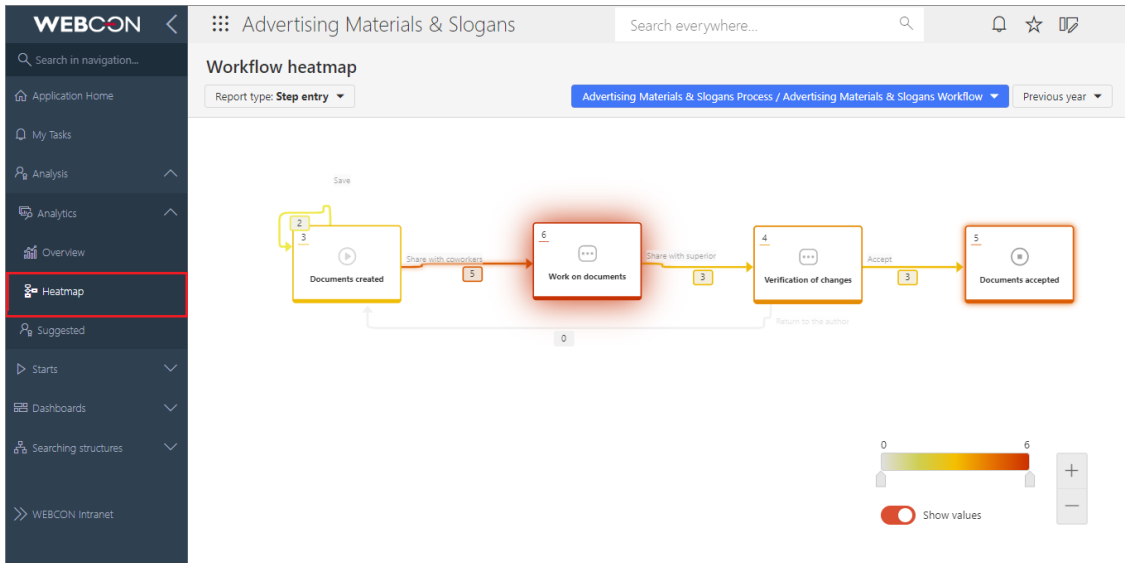 WEBCON
Advertising Materials & Slogans
Search everywhere...
Search in navigation...
Application Home
My Tasks
Analysis
Analytics
Overview
Heatmap
Suggested
Starts
Dashboards
Searching structures
WEBCON Intranet
Workflow heatmap
Report type: Step entry
Advertising Materials & Slogans Process / Advertising Materials & Slogans Workflow
Previous year
Save
2
3
Documents created
Share with coworkers
5
6
Work on documents
Share with superior
3
4
Verification of changes
Accept
3
5
Documents accepted
Return to the author
0
0
6
Show values